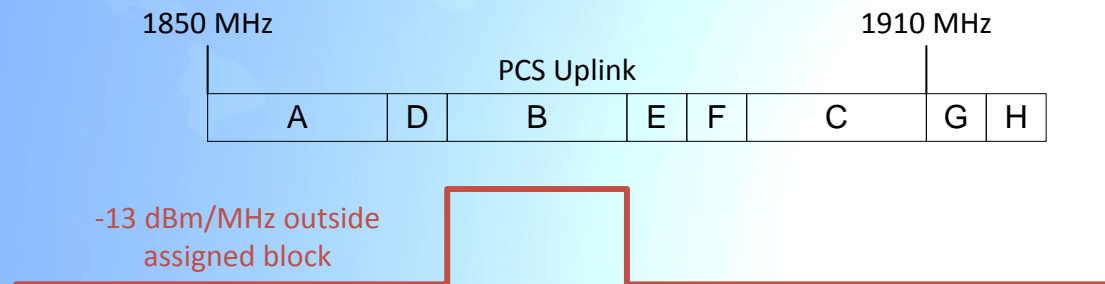 1850 MHz 1910 MHz
PCS Uplink
A D B E F C G H
-13 dBm/MHz outside
assigned block